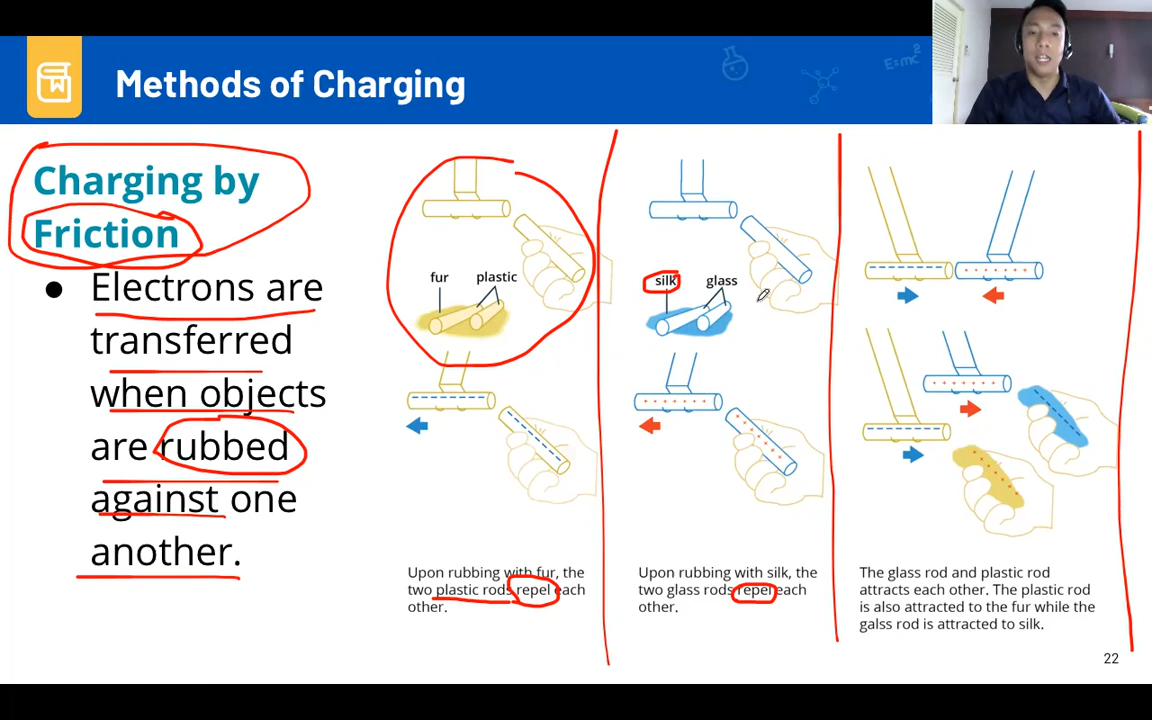 E=mc²
Methods of Charging
Charging by
Friction
● Electrons are
transferred
when objects
are rubbed
against one
another.
fur
plastic
silk
glass
Upon rubbing with fur, the
two plastic rods repel each
other.
Upon rubbing with silk, the
two glass rods repel each
other.
The glass rod and plastic rod
attracts each other. The plastic rod
is also attracted to the fur while the
galss rod is attracted to silk.
22